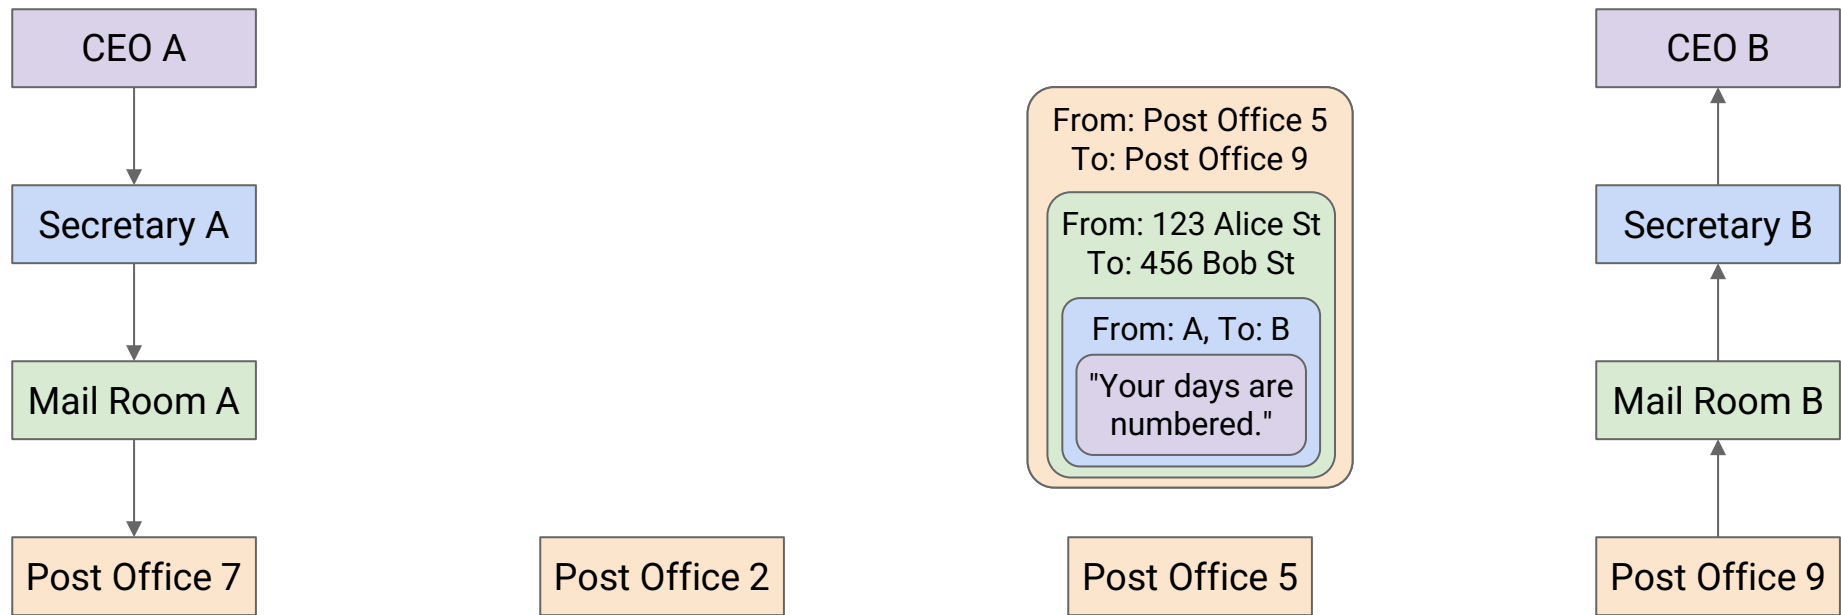 CEO A
Secretary A
Mail Room A
Post Office 7
Post Office 2
From: Post Office 5
To: Post Office 9
From: 123 Alice St
To: 456 Bob St
From: A, To: B
"Your days are
numbered."
Post Office 5
CEO B
Secretary B
Mail Room B
Post Office 9